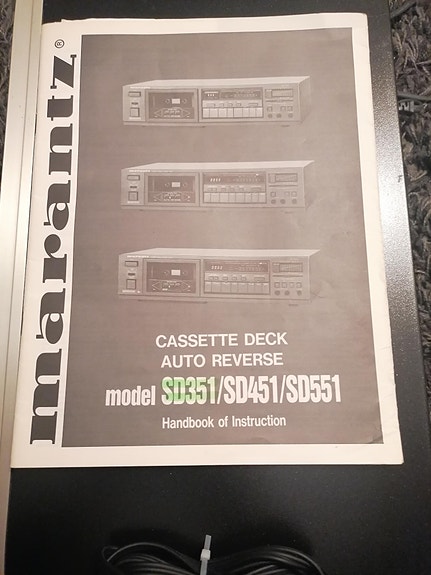 marantz®
CASSETTE DECK
AUTO REVERSE
model SD351/SD451/SD551
Handbook of Instruction